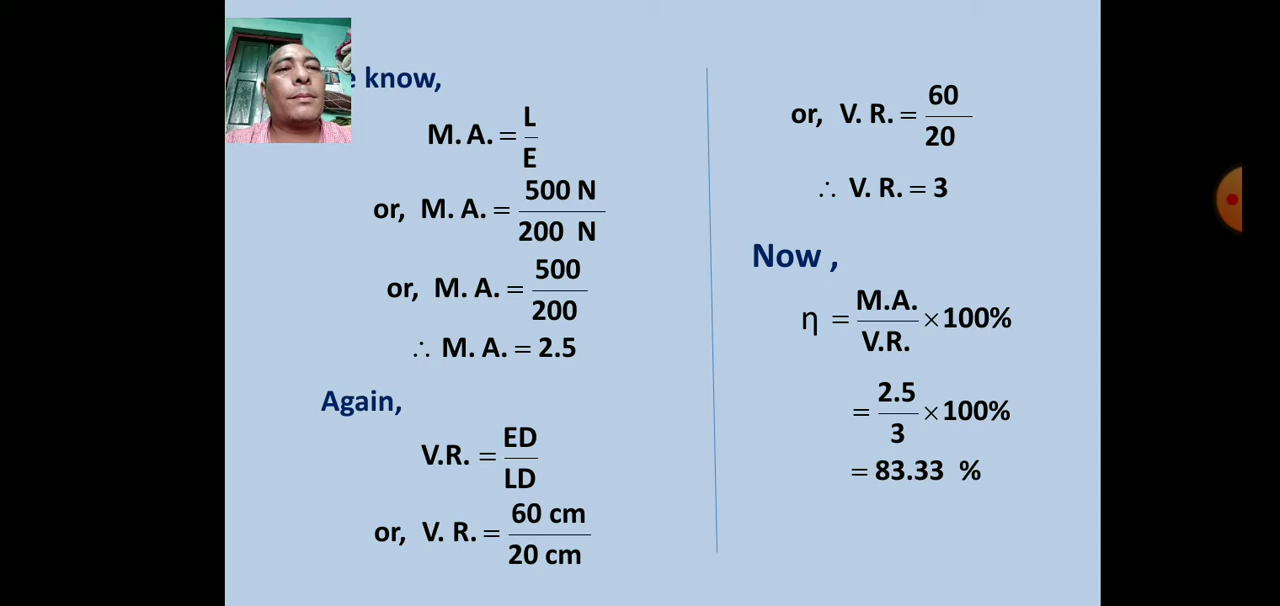 e know,
M. A. = L/E
or, M. A. = 500 N/200 N
or, M. A. = 500/200
∴ M. A. = 2.5
Again,
V.R. = ED/LD
or, V. R. = 60 cm/20 cm
or, V. R. = 60/20
∴ V. R. = 3
Now ,
η = M.A./V.R. × 100%
= 2.5/3 × 100%
= 83.33 %